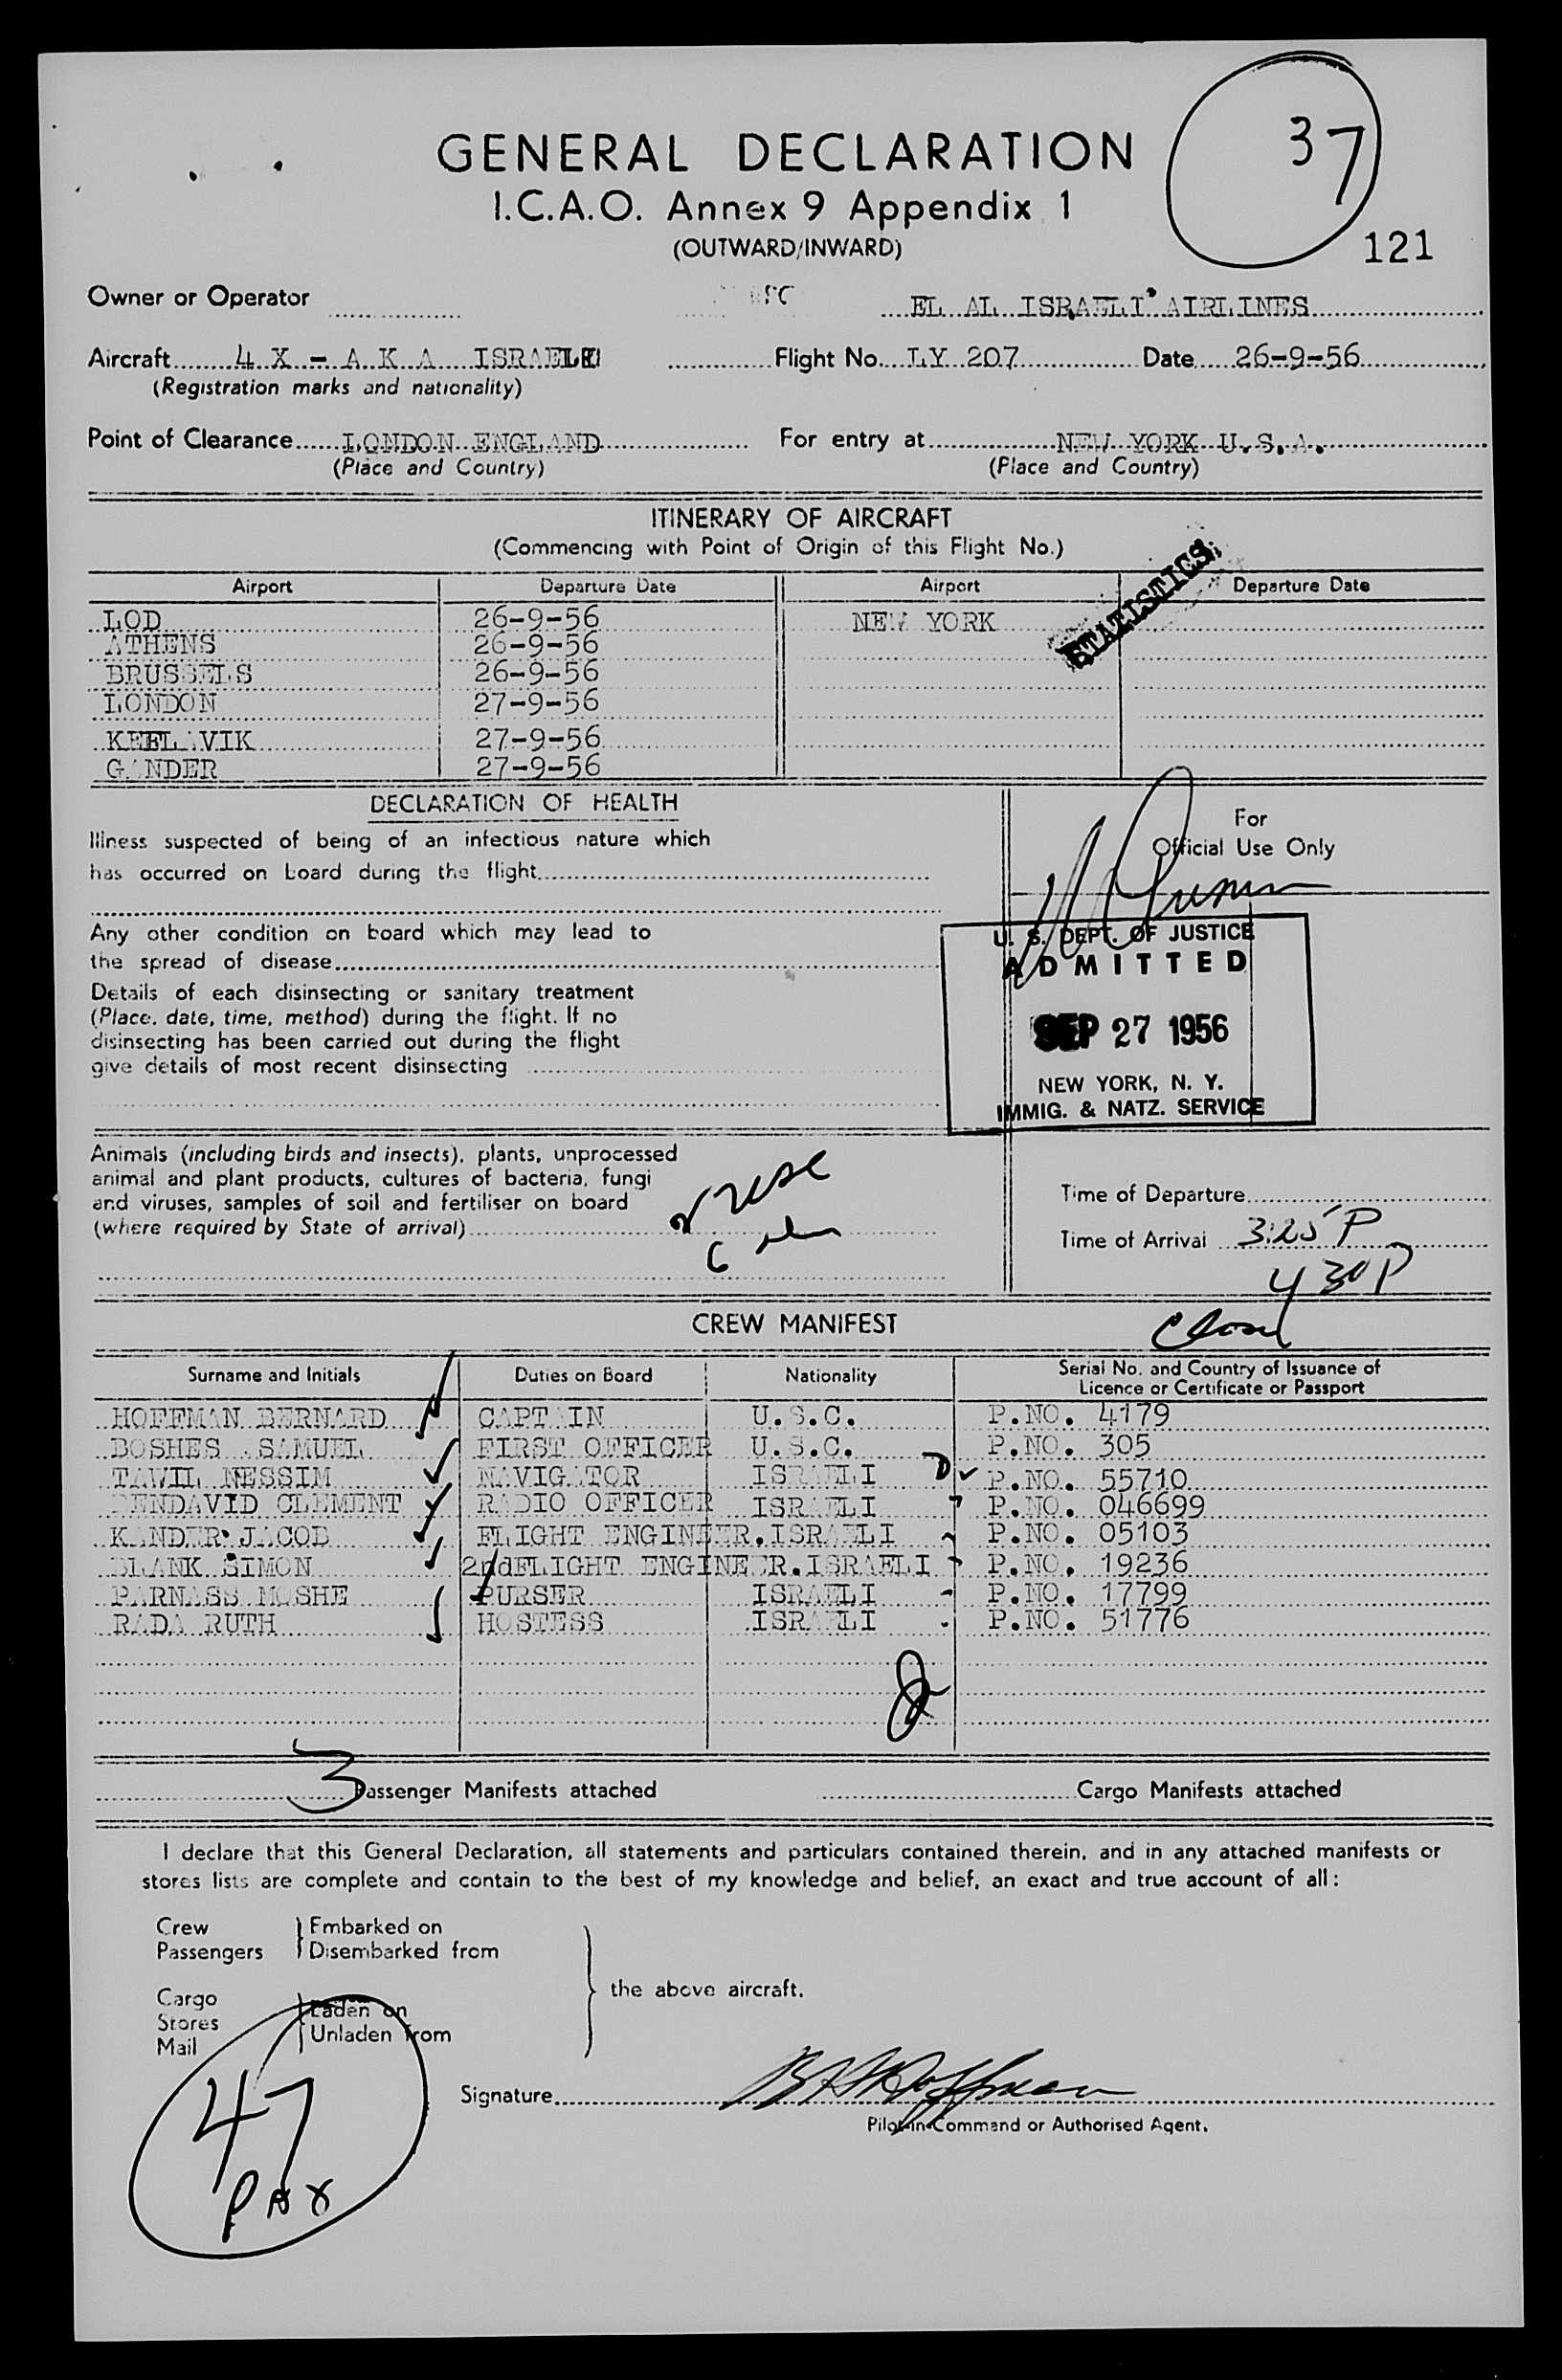 37
GENERAL DECLARATION
I.C.A.O. Annex 9 Appendix 1
(OUTWARD/INWARD)
121
Owner or Operator EL AL ISRAELI AIRLINES
Aircraft 4 X - A K A ISRAELI Flight No. LY 207 Date 26-9-56
(Registration marks and nationality)
Point of Clearance LONDON ENGLAND For entry at NEW YORK U.S.A.
(Place and Country) (Place and Country)
ITINERARY OF AIRCRAFT
(Commencing with Point of Origin of this Flight No.)
STATISTICS
Airport Departure Date Airport Departure Date
LOD 26-9-56 NEW YORK
ATHENS 26-9-56
BRUSSELS 26-9-56
LONDON 27-9-56
KEFLAVIK 27-9-56
GANDER 27-9-56
DECLARATION OF HEALTH
For
Official Use Only
Illness suspected of being of an infectious nature which
has occurred on board during the flight
Any other condition on board which may lead to
the spread of disease
Details of each disinsecting or sanitary treatment
(Place, date, time, method) during the flight. If no
disinsecting has been carried out during the flight
give details of most recent disinsecting
U. S. DEPT. OF JUSTICE
ADMITTED
SEP 27 1956
NEW YORK, N. Y.
IMMIG. & NATZ. SERVICE
Animals (including birds and insects), plants, unprocessed
animal and plant products, cultures of bacteria, fungi
and viruses, samples of soil and fertiliser on board
(where required by State of arrival)
2 usc
6
Time of Departure
Time of Arrival 3:25 P
4 30 P
Closed
CREW MANIFEST
Surname and Initials Duties on Board Nationality Serial No. and Country of Issuance of
Licence or Certificate or Passport
HOFFMAN BERNARD CAPTAIN U.S.C. P.NO. 4179
BOSHES SAMUEL FIRST OFFICER U.S.C. P.NO. 305
TAWIL NESSIM NAVIGATOR ISRAELI D P.NO. 55710
BENDAVID CLEMENT RADIO OFFICER ISRAELI P.NO. 046699
KANDER JACOB FLIGHT ENGINEER. ISRAELI P.NO. 05103
BLANK SIMON 2nd FLIGHT ENGINEER. ISRAELI P.NO. 19236
PARNASS MOSHE PURSER ISRAELI P.NO. 17799
RADA RUTH HOSTESS ISRAELI P.NO. 51776
3 Passenger Manifests attached Cargo Manifests attached
I declare that this General Declaration, all statements and particulars contained therein, and in any attached manifests or
stores lists are complete and contain to the best of my knowledge and belief, an exact and true account of all:
Crew Embarked on
Passengers Disembarked from
the above aircraft.
Cargo Laden on
Stores
Mail Unladen from
47
PAX
Signature B Hoffman
Pilot-in-Command or Authorised Agent.